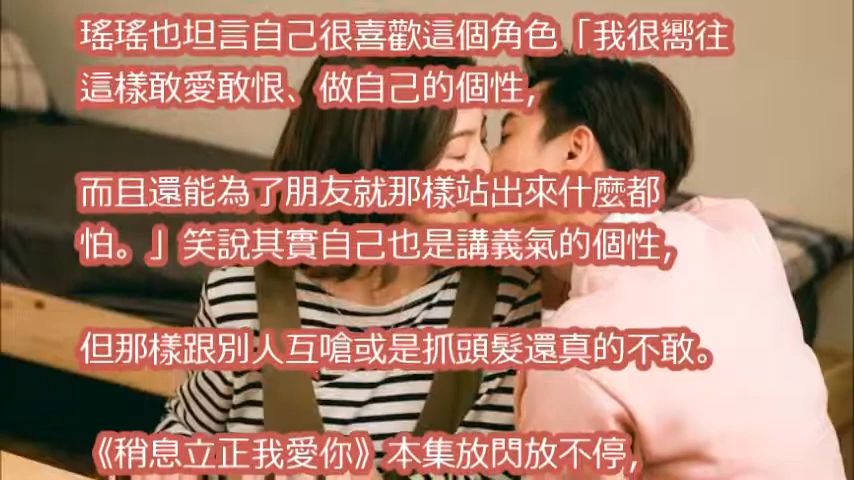 瑤瑤也坦言自己很喜歡這個角色「我很嚮往
這樣敢愛敢恨、做自己的個性,
而且還能為了朋友就那樣站出來什麼都
怕。」笑說其實自己也是講義氣的個性,
但那樣跟別人互嗆或是抓頭髮還真的不敢。
《稍息立正我愛你》本集放閃放不停,